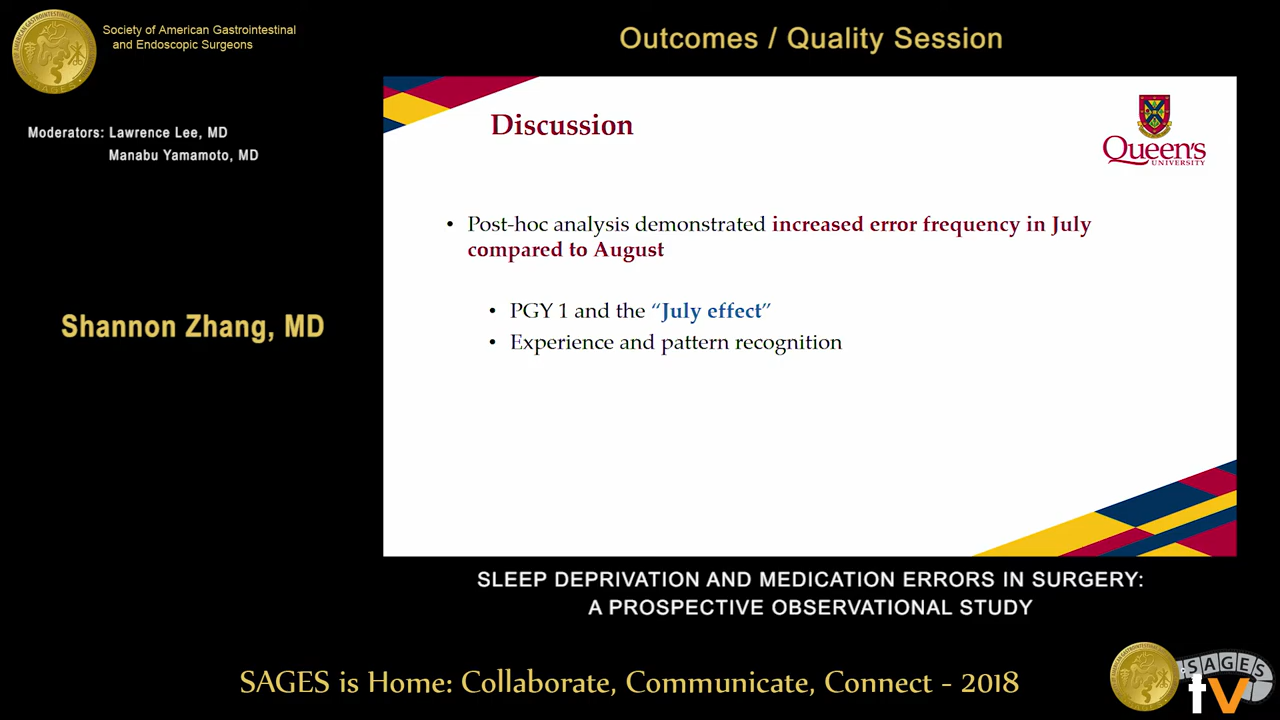 Society of American Gastrointestinal
and Endoscopic Surgeons
Outcomes / Quality Session
Moderators: Lawrence Lee, MD
Manabu Yamamoto, MD
Shannon Zhang, MD
Discussion
Queen's
UNIVERSITY
• Post-hoc analysis demonstrated increased error frequency in July
compared to August
• PGY 1 and the “July effect”
• Experience and pattern recognition
SLEEP DEPRIVATION AND MEDICATION ERRORS IN SURGERY:
A PROSPECTIVE OBSERVATIONAL STUDY
SAGES is Home: Collaborate, Communicate, Connect - 2018
SAGES
tv